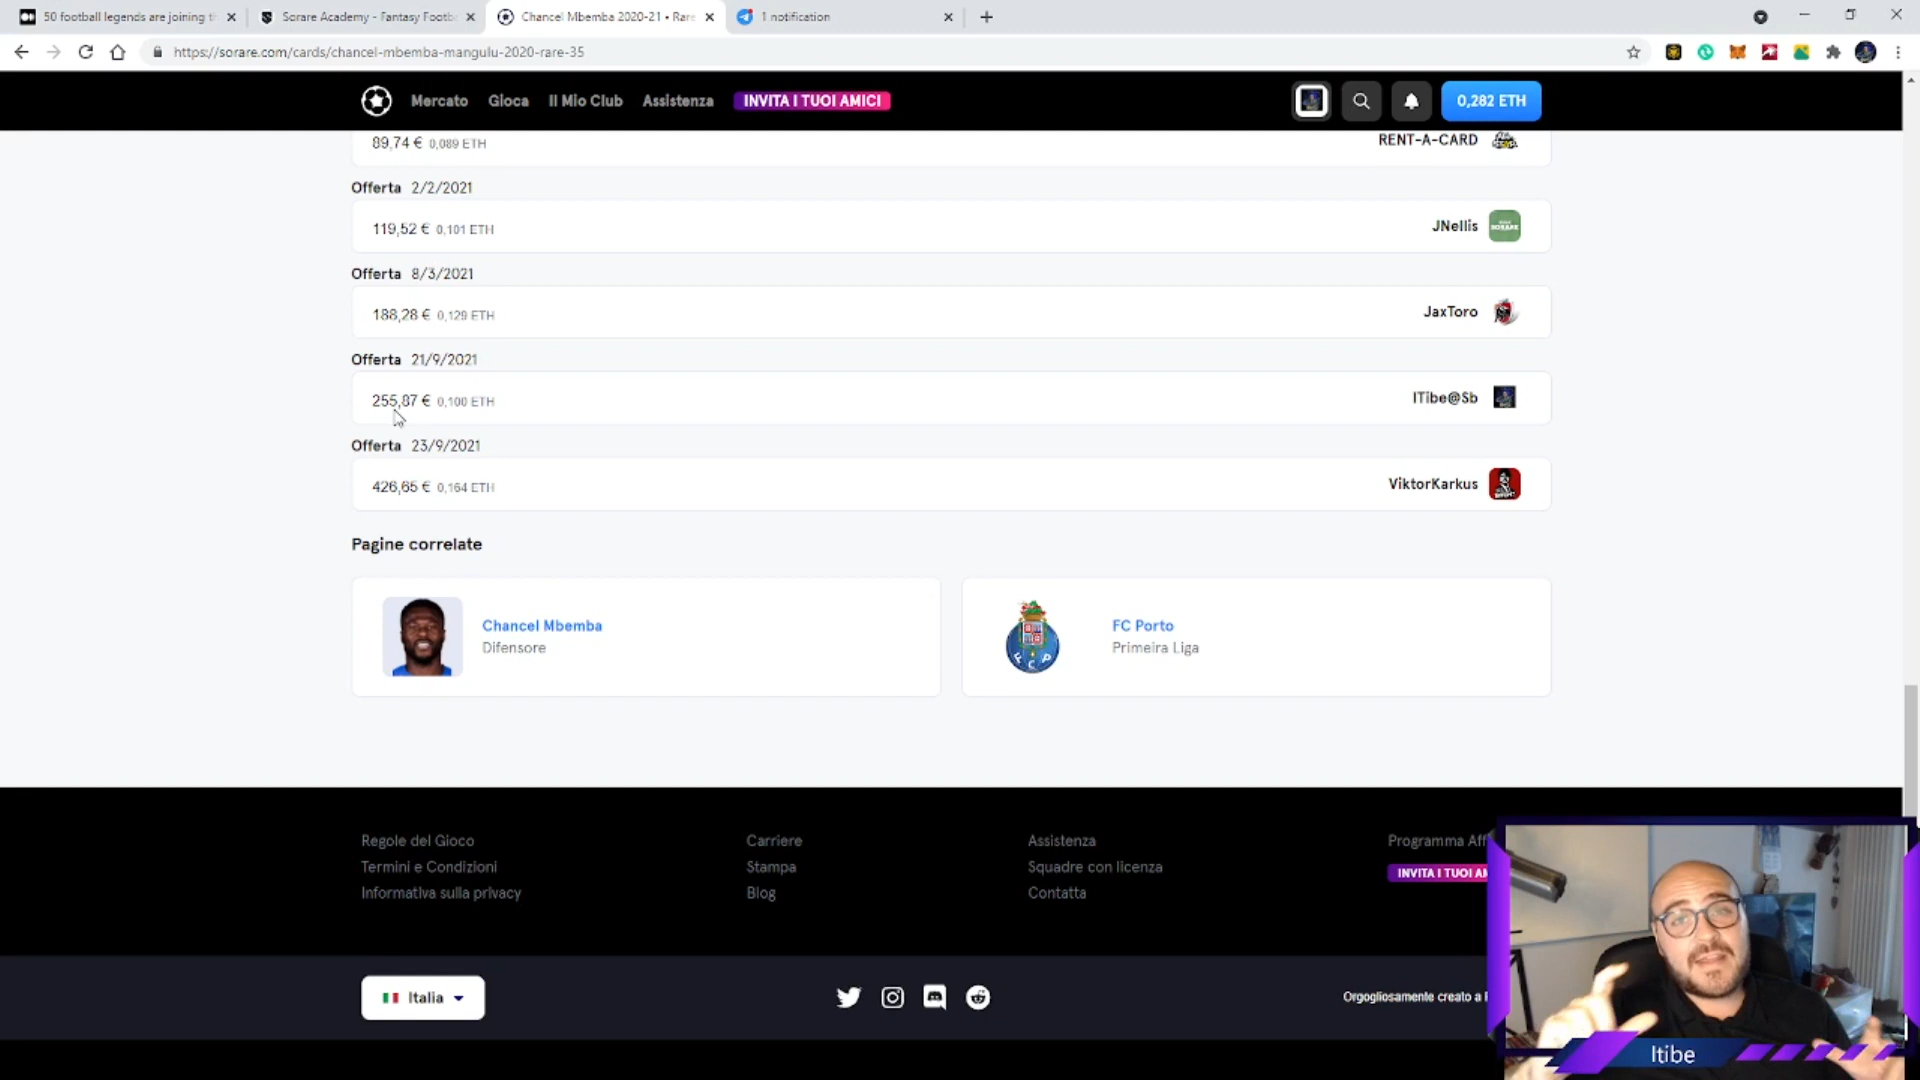 50 football legends are joining th
Sorare Academy - Fantasy Footb
Chancel Mbemba 2020-21 • Rare
1 notification
https://sorare.com/cards/chancel-mbemba-mangulu-2020-rare-35
Mercato
Gioca
Il Mio Club
Assistenza
INVITA I TUOI AMICI
0,282 ETH
89,74 € 0,089 ETH
RENT-A-CARD
Offerta 2/2/2021
119,52 € 0,101 ETH
JNellis
Offerta 8/3/2021
188,28 € 0,129 ETH
JaxToro
Offerta 21/9/2021
255,87 € 0,100 ETH
ITibe@Sb
Offerta 23/9/2021
426,65 € 0,164 ETH
ViktorKarkus
Pagine correlate
Chancel Mbemba
Difensore
FC Porto
Primeira Liga
Regole del Gioco
Carriere
Assistenza
Programma Aff
Termini e Condizioni
Stampa
Squadre con licenza
INVITA I TUOI AM
Informativa sulla privacy
Blog
Contatta
Italia
Orgogliosamente creato a P
Itibe